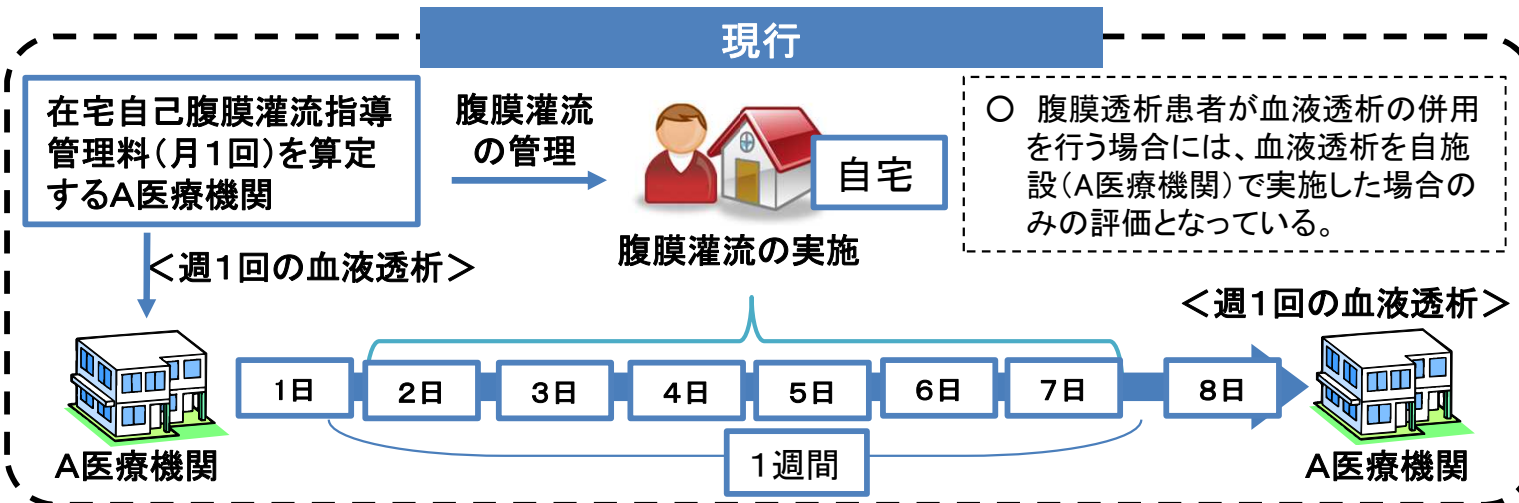 現行
在宅自己腹膜灌流指導
管理料(月1回)を算定
するA医療機関
腹膜灌流
の管理
自宅
○ 腹膜透析患者が血液透析の併用
を行う場合には、血液透析を自施
設(A医療機関)で実施した場合の
みの評価となっている。
腹膜灌流の実施
<週1回の血液透析>
<週1回の血液透析>
1日
2日
3日
4日
5日
6日
7日
8日
A医療機関
1週間
A医療機関